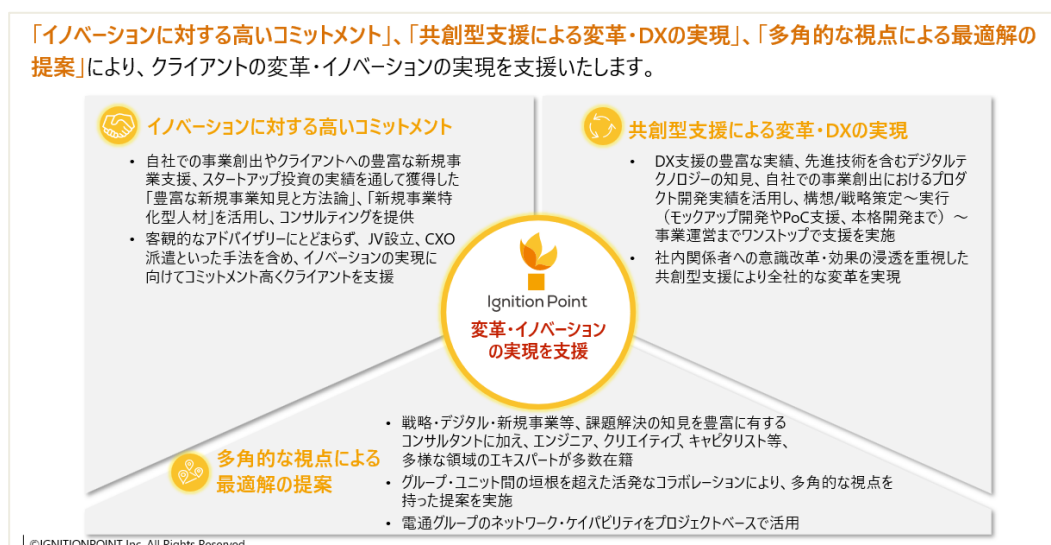 「イノベーションに対する高いコミットメント」、「共創型支援による変革・DXの実現」、「多角的な視点による最適解の
提案」により、クライアントの変革・イノベーションの実現を支援いたします。
イノベーションに対する高いコミットメント
• 自社での事業創出やクライアントへの豊富な新規事
業支援、スタートアップ投資の実績を通して獲得した
「豊富な新規事業知見と方法論」、「新規事業特
化型人材」を活用し、コンサルティングを提供
• 客観的なアドバイザリーにとどまらず、JV設立、CXO
派遣といった手法を含め、イノベーションの実現に
向けてコミットメント高くクライアントを支援
共創型支援による変革・DXの実現
• DX支援の豊富な実績、先進技術を含むデジタルテ
クノロジーの知見、自社での事業創出におけるプロダ
クト開発実績を活用し、構想/戦略策定~実行
（モックアップ開発やPoC支援、本格開発まで）~
事業運営までワンストップで支援を実施
• 社内関係者への意識改革・効果の浸透を重視した
共創型支援により全社的な変革を実現
Ignition Point
変革・イノベーション
の実現を支援
多角的な視点による
最適解の提案
• 戦略・デジタル・新規事業等、課題解決の知見を豊富に有する
コンサルタントに加え、エンジニア、クリエイティブ、キャピタリスト等、
多様な領域のエキスパートが多数在籍
• グループ・ユニット間の垣根を超えた活発なコラボレーションにより、多角的な視点を
持った提案を実施
• 電通グループのネットワーク・ケイパビリティをプロジェクトベースで活用
©IGNITIONPOINT Inc. All Rights Reserved